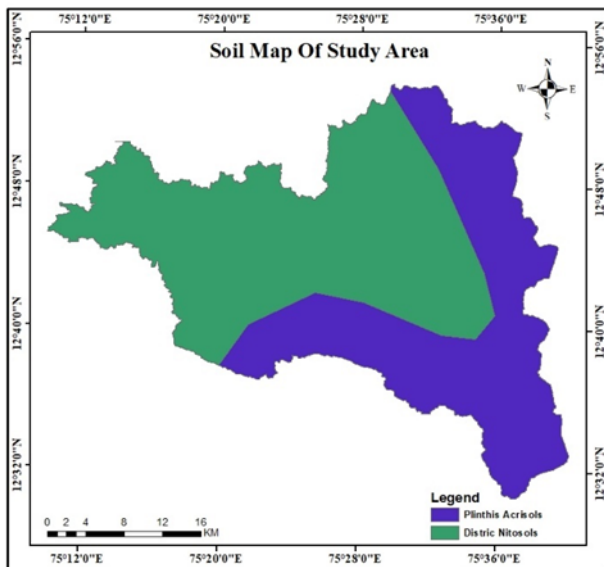 75°12'0"E 75°20'0"E 75°28'0"E 75°36'0"E
Soil Map Of Study Area
N
W E
S
12°56'0"N 12°56'0"N
12°48'0"N 12°48'0"N
12°40'0"N 12°40'0"N
12°32'0"N 12°32'0"N
Legend
Plinthis Acrisols
Distric Nitosols
0 2 4 8 12 16
KM
75°12'0"E 75°20'0"E 75°28'0"E 75°36'0"E